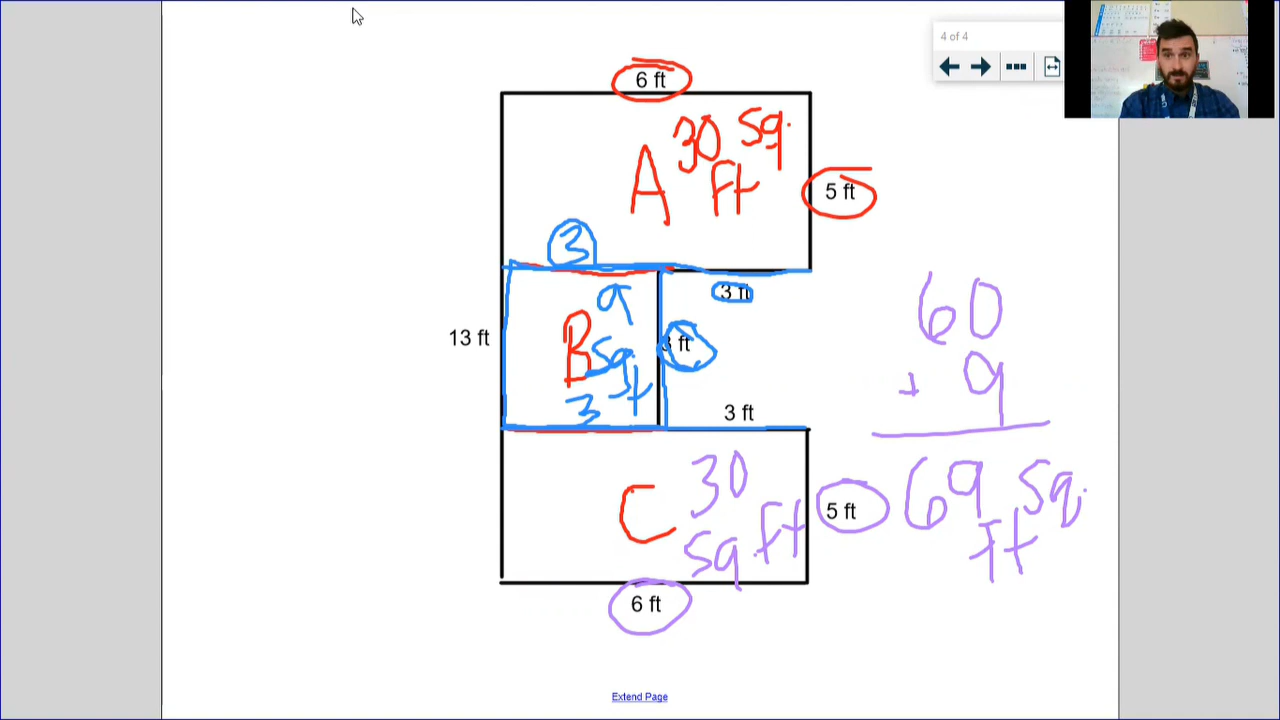 4 of 4
6 ft
A 30 sq.
ft
5 ft
3
3 ft
9
13 ft
B sq.
ft
3 ft
3
3 ft
60
+ 9
69 sq.
ft
C 30
sq ft
5 ft
6 ft
Extend Page